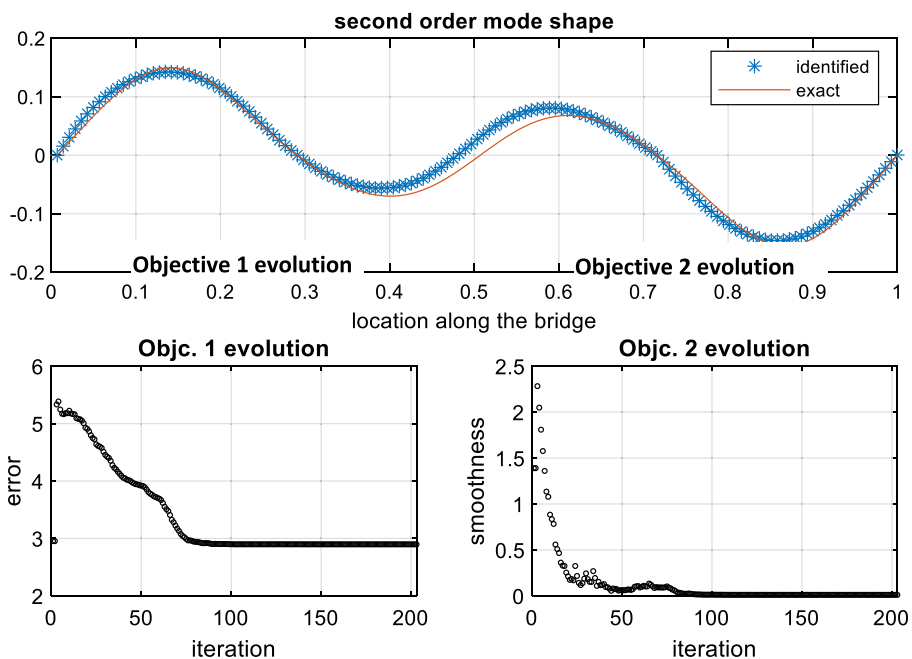 second order mode shape
0.2
0.1
0
-0.1
-0.2
identified
exact
Objective 1 evolution
Objective 2 evolution
0 0.1 0.2 0.3 0.4 0.5 0.6 0.7 0.8 0.9 1
location along the bridge
Objc. 1 evolution
6
5
4
3
2
error
0 50 100 150 200
iteration
Objc. 2 evolution
2.5
2
1.5
1
0.5
0
smoothness
0 50 100 150 200
iteration